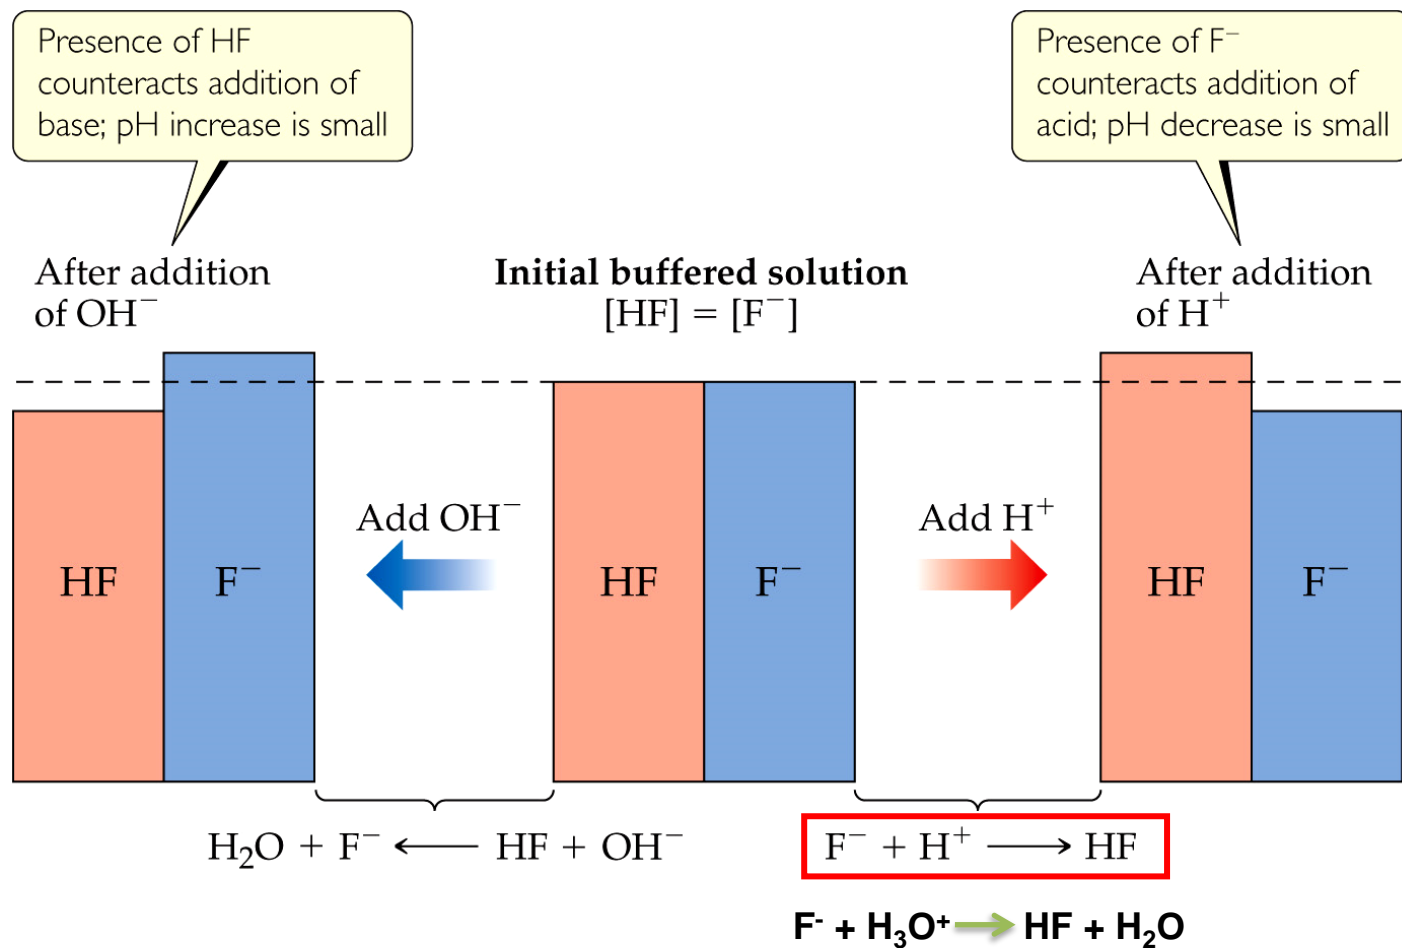 Presence of HF
counteracts addition of
base; pH increase is small
Presence of F⁻
counteracts addition of
acid; pH decrease is small
After addition
of OH⁻
Initial buffered solution
[HF] = [F⁻]
After addition
of H⁺
Add OH⁻
Add H⁺
HF
F⁻
HF
F⁻
HF
F⁻
H₂O + F⁻ ⟵ HF + OH⁻
F⁻ + H⁺ ⟶ HF
F⁻ + H₃O⁺ → HF + H₂O